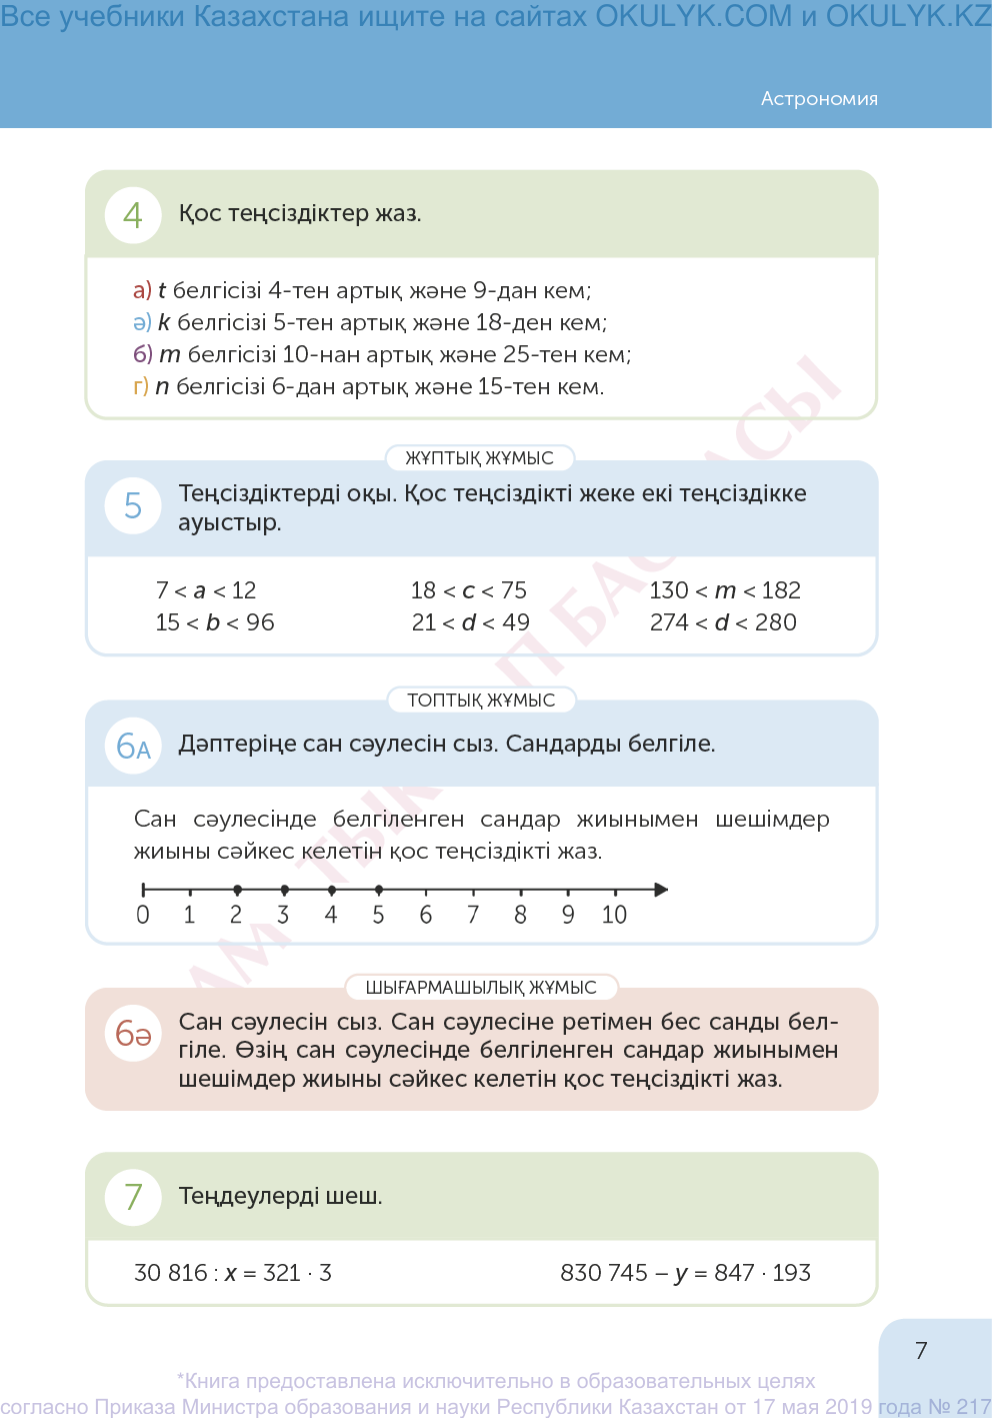 Все учебники Казахстана ищите на сайтах OKULYK.COM и OKULYK.KZ
Астрономия
4 Қос теңсіздіктер жаз.
а) t белгісізі 4-тен артық және 9-дан кем;
ә) k белгісізі 5-тен артық және 18-ден кем;
б) m белгісізі 10-нан артық және 25-тен кем;
г) n белгісізі 6-дан артық және 15-тен кем.
ЖҰПТЫҚ ЖҰМЫС
5 Теңсіздіктерді оқы. Қос теңсіздікті жеке екі теңсіздікке
ауыстыр.
7 < a < 12 18 < c < 75 130 < m < 182
15 < b < 96 21 < d < 49 274 < d < 280
ТОПТЫҚ ЖҰМЫС
6А Дәптеріңе сан сәулесін сыз. Сандарды белгіле.
Сан сәулесінде белгіленген сандар жиынымен шешімдер
жиыны сәйкес келетін қос теңсіздікті жаз.
0 1 2 3 4 5 6 7 8 9 10
ШЫҒАРМАШЫЛЫҚ ЖҰМЫС
6Ә Сан сәулесін сыз. Сан сәулесіне ретімен бес санды бел-
гіле. Өзің сан сәулесінде белгіленген сандар жиынымен
шешімдер жиыны сәйкес келетін қос теңсіздікті жаз.
7 Теңдеулерді шеш.
30 816 : x = 321 · 3 830 745 – y = 847 · 193
7
*Книга предоставлена исключительно в образовательных целях
согласно Приказа Министра образования и науки Республики Казахстан от 17 мая 2019 года № 217